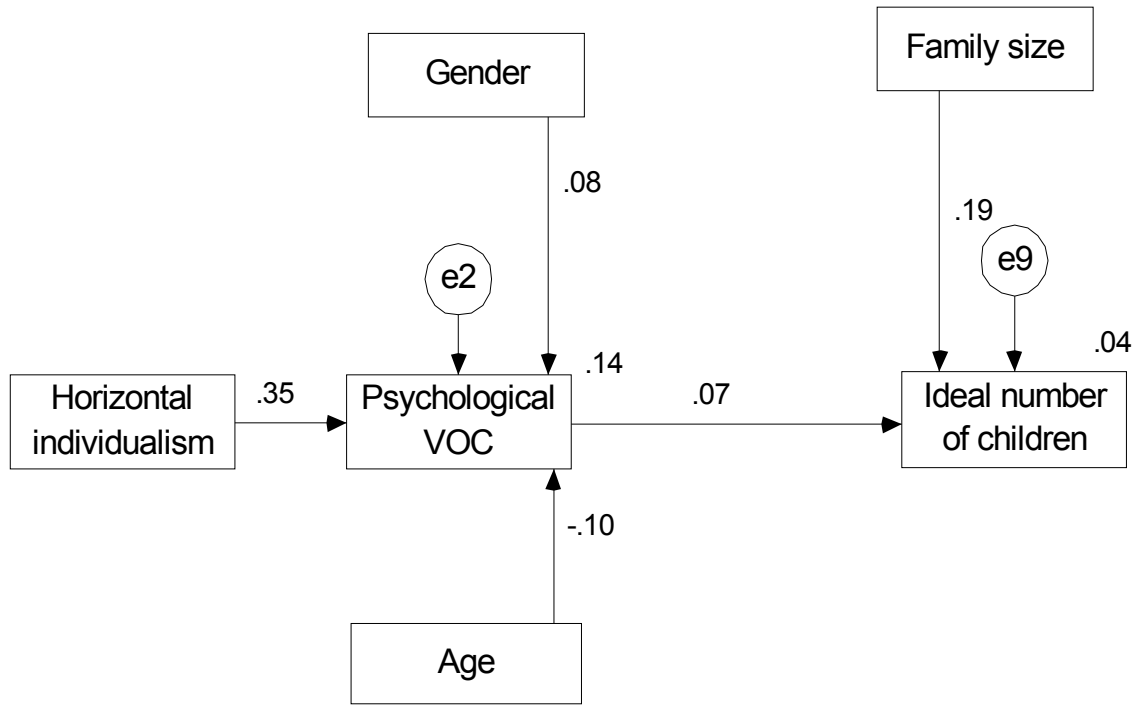 Family size
Gender
.08
.19
e2
e9
.04
.14
Horizontal
individualism
.35
Psychological
VOC
.07
Ideal number
of children
-.10
Age